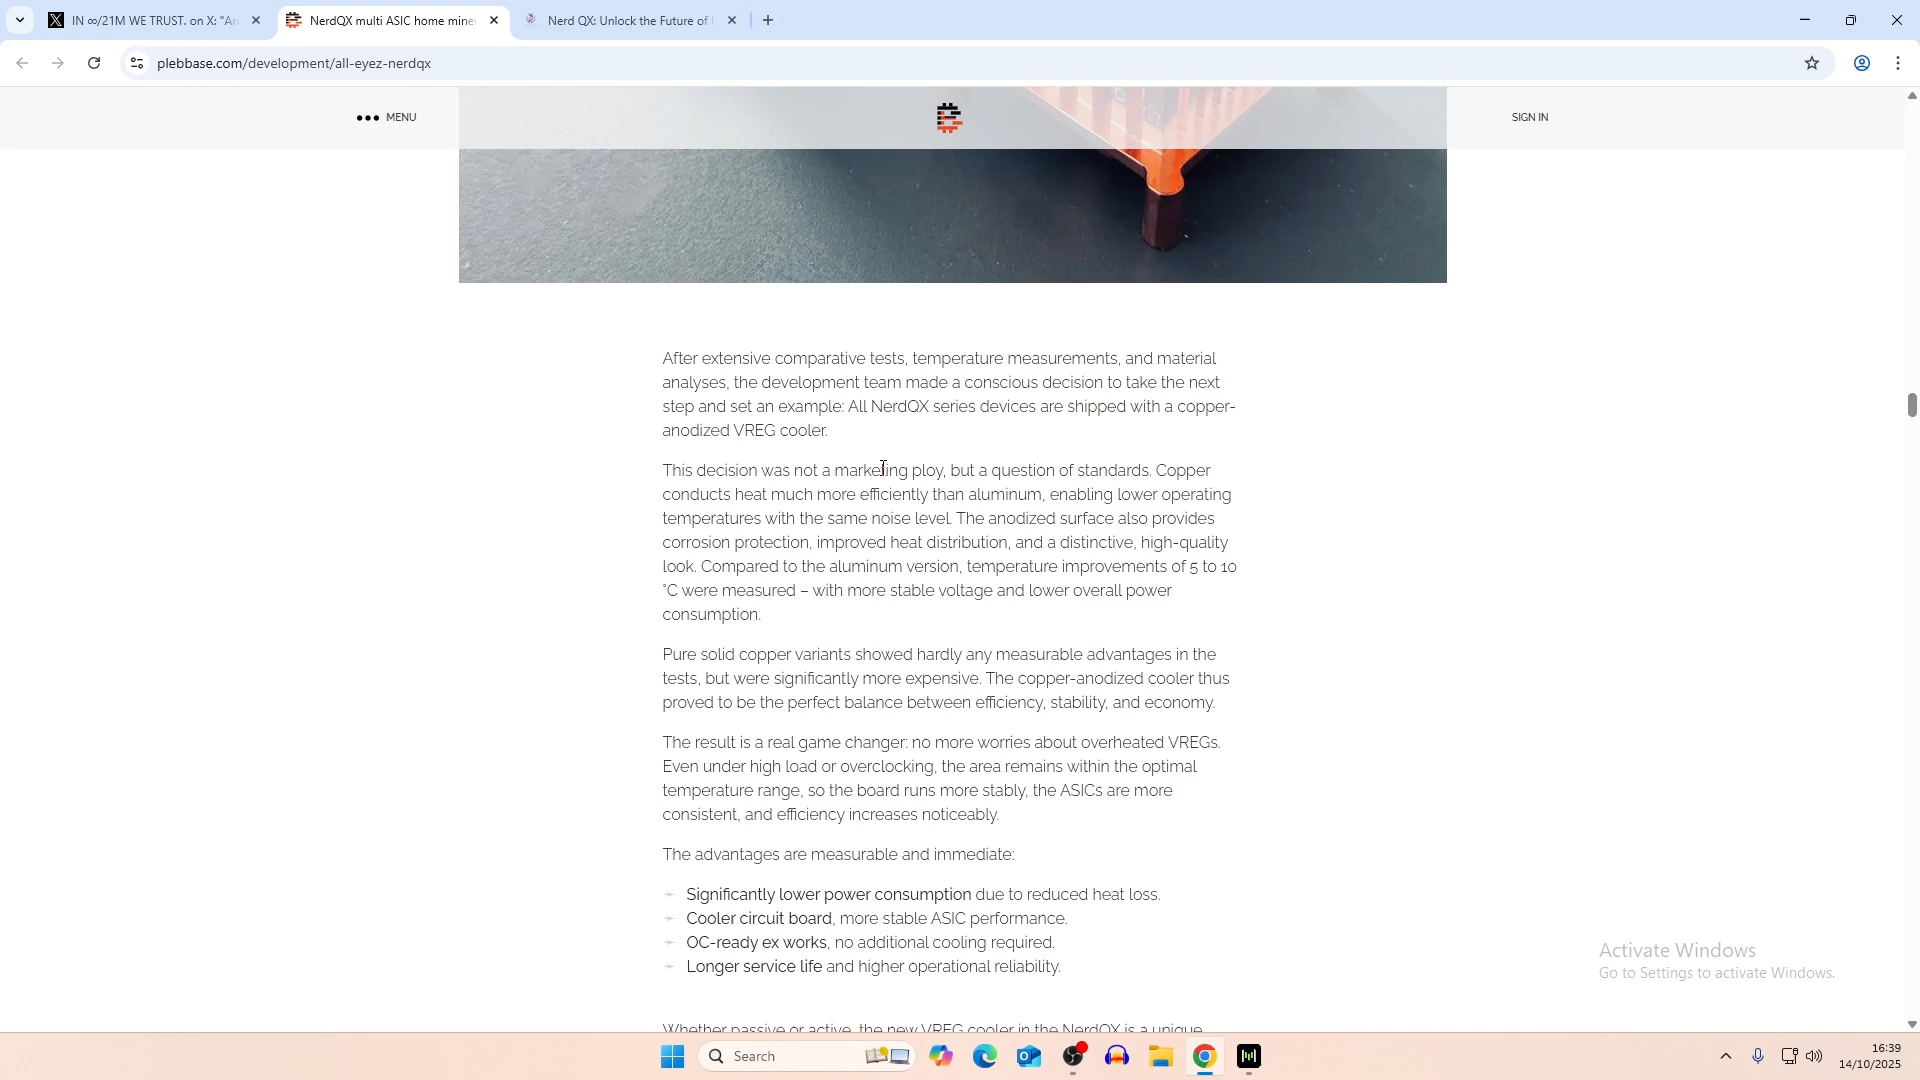 IN ∞/21M WE TRUST. on X: "An
NerdQX multi ASIC home mine
Nerd QX: Unlock the Future of
plebbase.com/development/all-eyez-nerdqx
MENU
SIGN IN
After extensive comparative tests, temperature measurements, and material
analyses, the development team made a conscious decision to take the next
step and set an example: All NerdQX series devices are shipped with a copper-
anodized VREG cooler.
This decision was not a marketing ploy, but a question of standards. Copper
conducts heat much more efficiently than aluminum, enabling lower operating
temperatures with the same noise level. The anodized surface also provides
corrosion protection, improved heat distribution, and a distinctive, high-quality
look. Compared to the aluminum version, temperature improvements of 5 to 10
°C were measured – with more stable voltage and lower overall power
consumption.
Pure solid copper variants showed hardly any measurable advantages in the
tests, but were significantly more expensive. The copper-anodized cooler thus
proved to be the perfect balance between efficiency, stability, and economy.
The result is a real game changer: no more worries about overheated VREGs.
Even under high load or overclocking, the area remains within the optimal
temperature range, so the board runs more stably, the ASICs are more
consistent, and efficiency increases noticeably.
The advantages are measurable and immediate:
Significantly lower power consumption due to reduced heat loss.
Cooler circuit board, more stable ASIC performance.
OC-ready ex works, no additional cooling required.
Longer service life and higher operational reliability.
Whether passive or active, the new VREG cooler in the NerdQX is a unique
Activate Windows
Go to Settings to activate Windows.
Search
16:39
14/10/2025